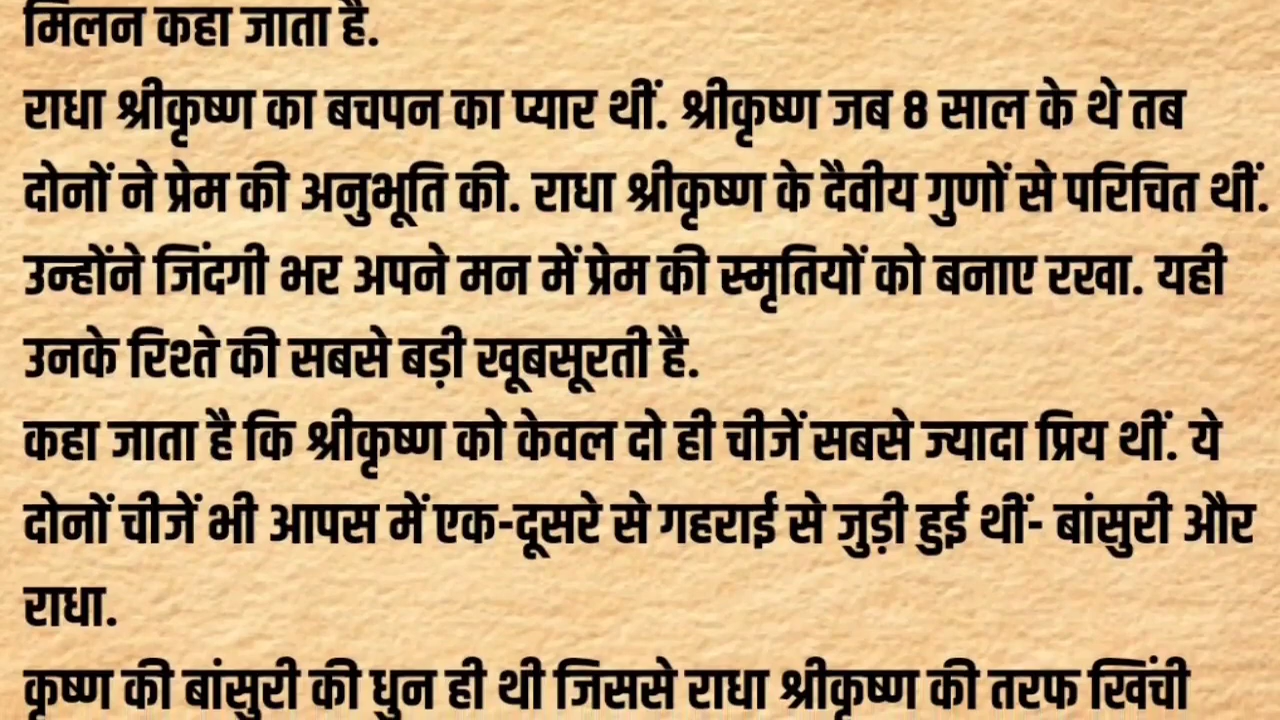 मिलन कहा जाता है.
राधा श्रीकृष्ण का बचपन का प्यार थीं. श्रीकृष्ण जब 8 साल के थे तब
दोनों ने प्रेम की अनुभूति की. राधा श्रीकृष्ण के दैवीय गुणों से परिचित थीं.
उन्होंने जिंदगी भर अपने मन में प्रेम की स्मृतियों को बनाए रखा. यही
उनके रिश्ते की सबसे बड़ी खूबसूरती है.
कहा जाता है कि श्रीकृष्ण को केवल दो ही चीजें सबसे ज्यादा प्रिय थीं. ये
दोनों चीजें भी आपस में एक-दूसरे से गहराई से जुड़ी हुई थीं- बांसुरी और
राधा.
कृष्ण की बांसुरी की धुन ही थी जिससे राधा श्रीकृष्ण की तरफ खिंची